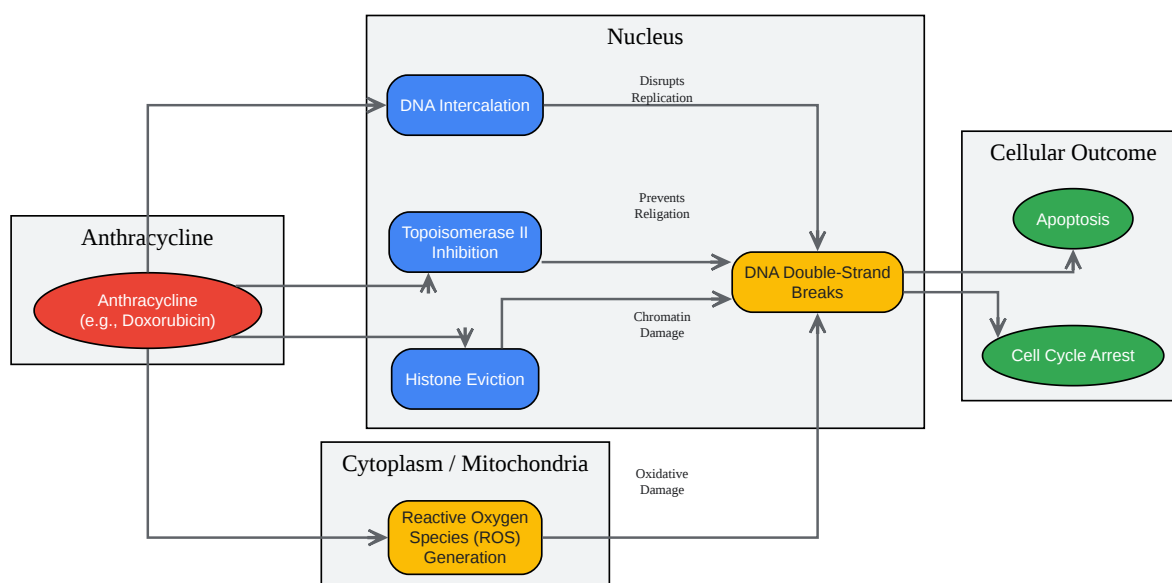 Nucleus
Disrupts
Replication
DNA Intercalation
Cellular Outcome
Prevents
Religation
Apoptosis
Topoisomerase II
Inhibition
Anthracycline
DNA Double-Strand
Breaks
Anthracycline
(e.g., Doxorubicin)
Chromatin
Damage
Cell Cycle Arrest
Histone Eviction
Cytoplasm / Mitochondria
Oxidative
Damage
Reactive Oxygen
Species (ROS)
Generation